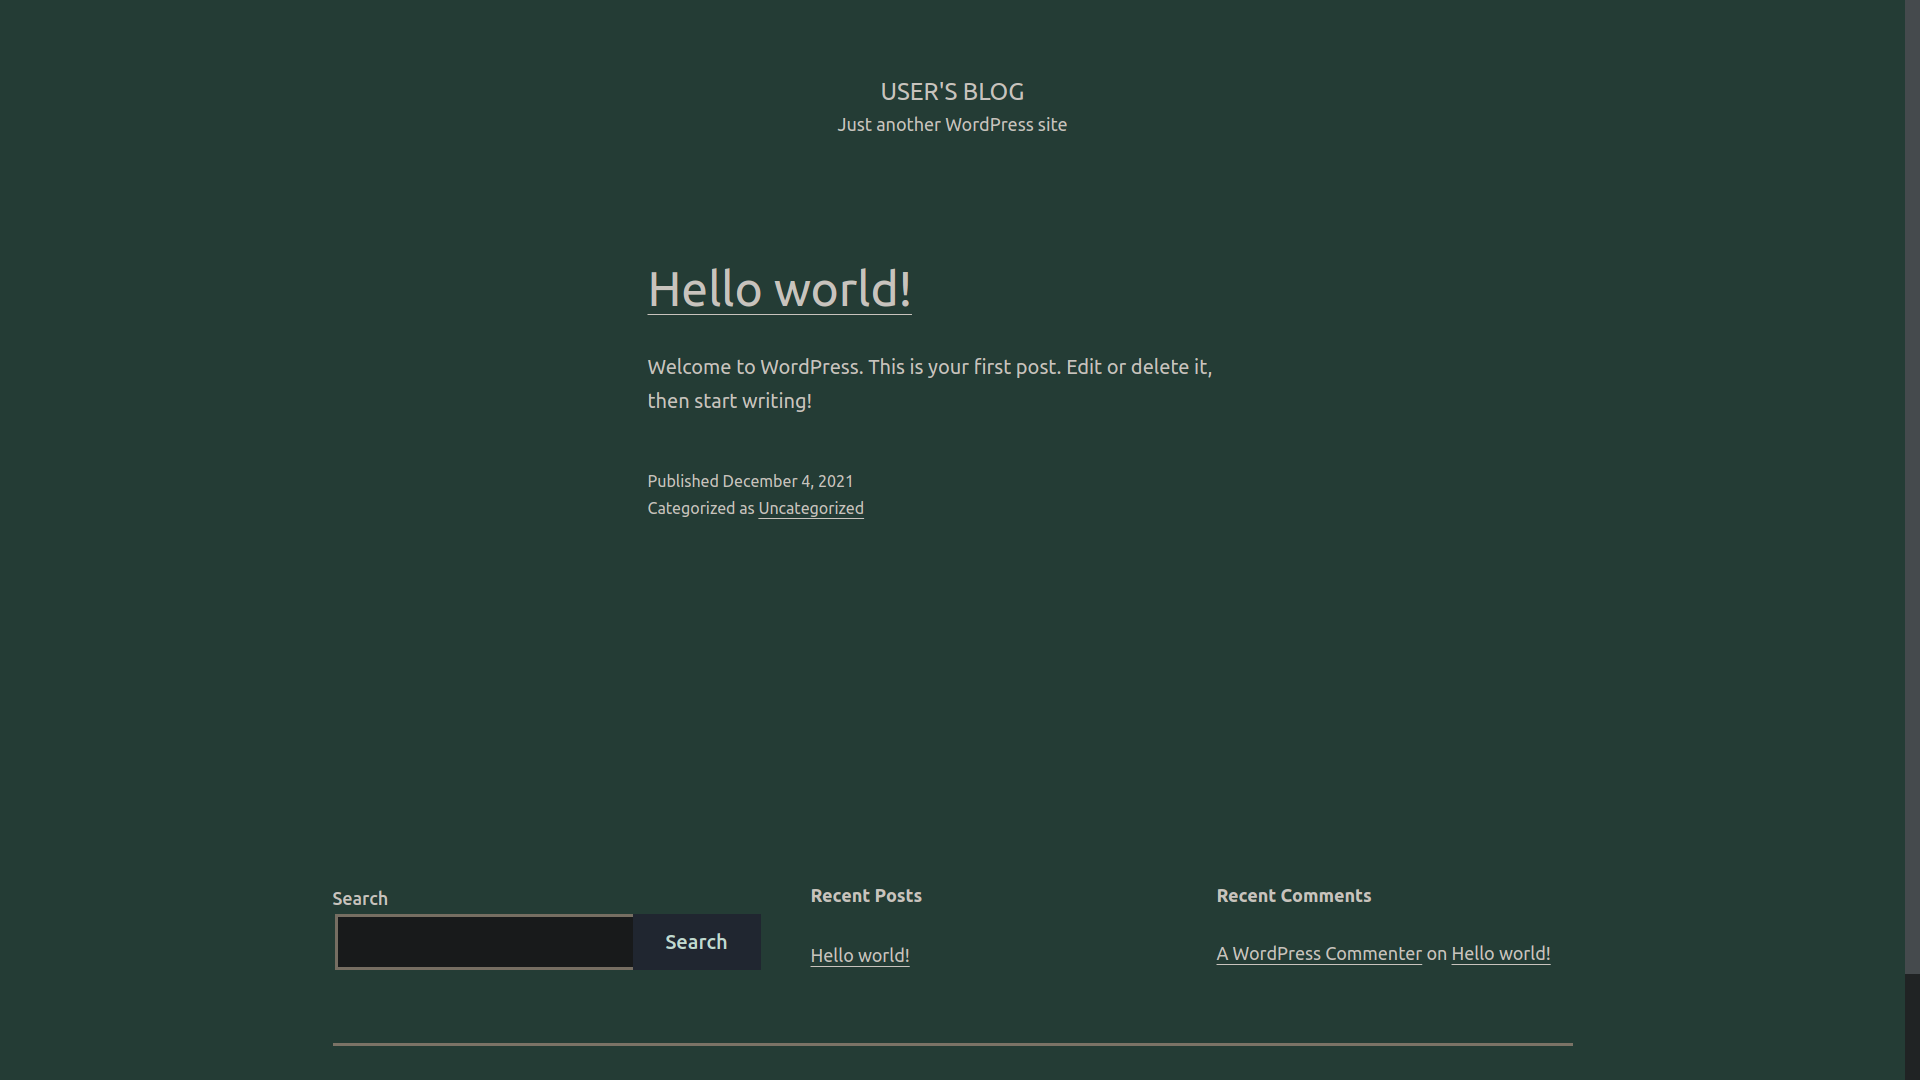 USER'S BLOG
Just another WordPress site
Hello world!
Welcome to WordPress. This is your first post. Edit or delete it,
then start writing!
Published December 4, 2021
Categorized as Uncategorized
Search
Search
Recent Posts
Hello world!
Recent Comments
A WordPress Commenter on Hello world!